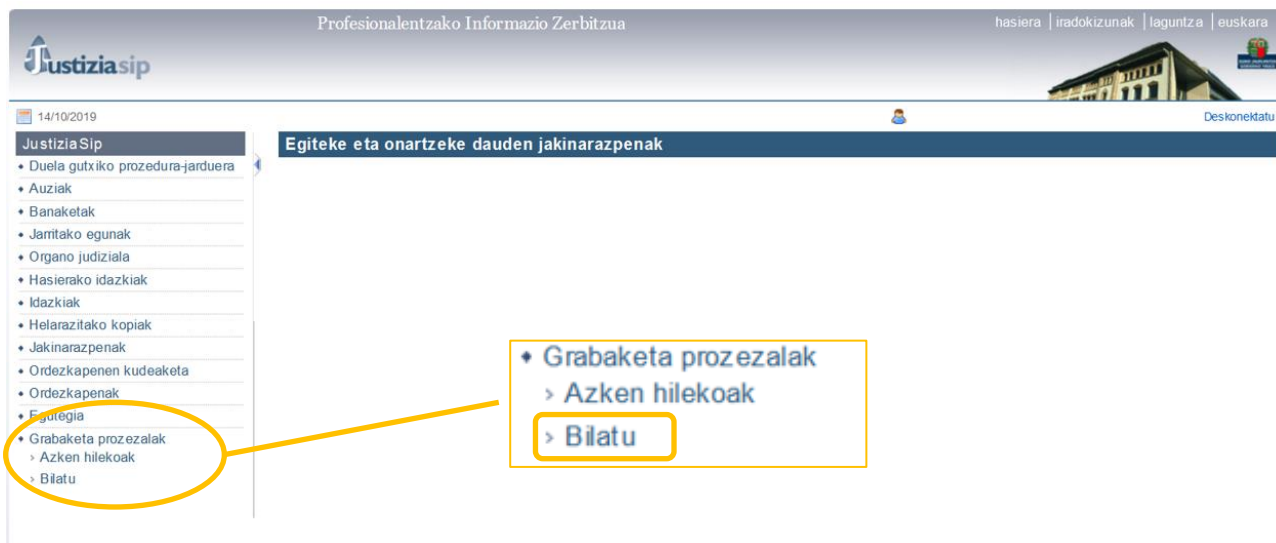 Profesionalentzako Informazio Zerbitzua
hasiera | iradokizunak | laguntza | euskara
Justiziasip
14/10/2019
Deskonektatu
JustiziaSip
Egiteke eta onartzeke dauden jakinarazpenak
Duela gutxiko prozedura-jarduera
Auziak
Banaketak
Jarritako egunak
Organo judiziala
Hasierako idazkiak
Idazkiak
Helarazitako kopiak
Jakinarazpenak
Ordezkapenen kudeaketa
Ordezkapenak
Egutegia
Grabaketa prozezalak
› Azken hilekoak
› Bilatu
Grabaketa prozezalak
› Azken hilekoak
› Bilatu